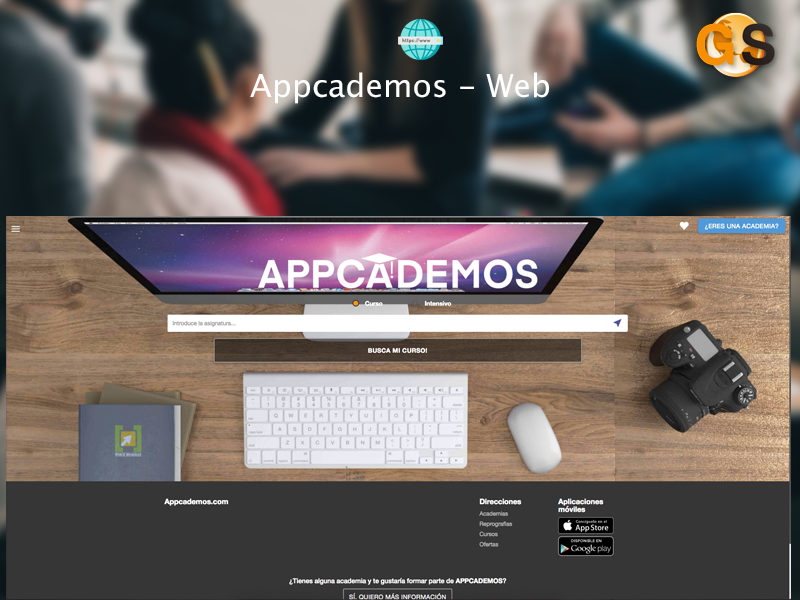 https://www
GS
Appcademos – Web
¿ERES UNA ACADEMIA?
APPCADEMOS
Curso Intensivo
Introduce la asignatura...
BUSCA MI CURSO!
Appcademos.com
Direcciones
Academias
Reprografías
Cursos
Ofertas
Aplicaciones
móviles
Consíguelo en el
App Store
DISPONIBLE EN
Google play
¿Tienes alguna academia y te gustaría formar parte de APPCADEMOS?
SÍ, QUIERO MÁS INFORMACIÓN